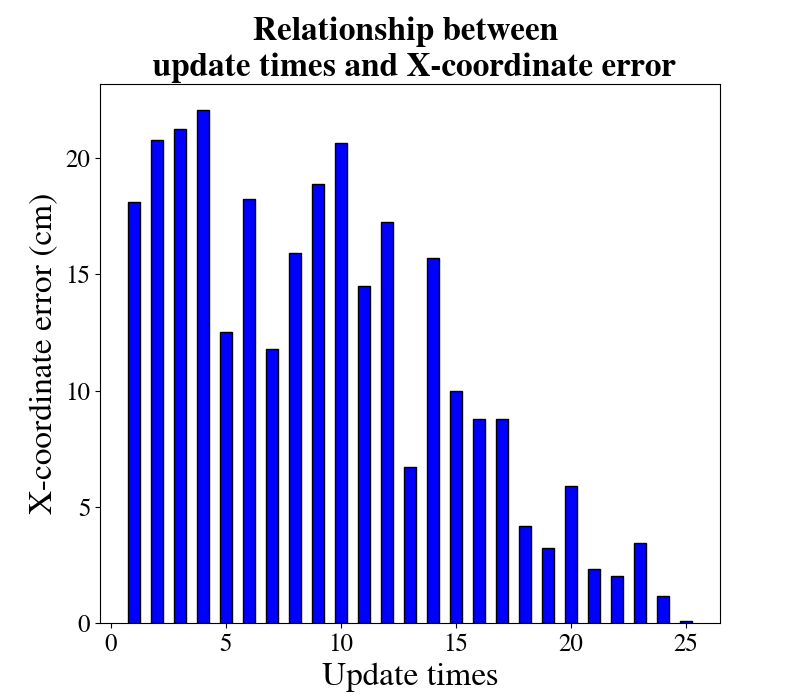 Relationship between
update times and X-coordinate error
X-coordinate error (cm)
20
15
10
5
0
0 5 10 15 20 25
Update times